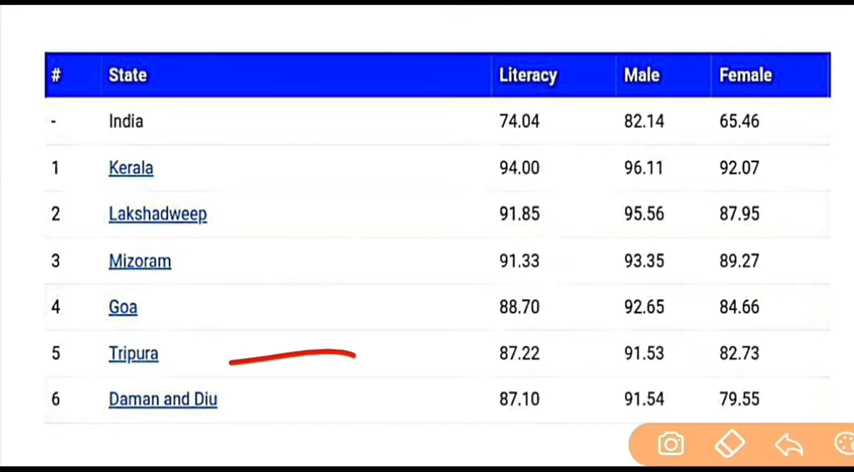 # State Literacy Male Female
- India 74.04 82.14 65.46
1 Kerala 94.00 96.11 92.07
2 Lakshadweep 91.85 95.56 87.95
3 Mizoram 91.33 93.35 89.27
4 Goa 88.70 92.65 84.66
5 Tripura 87.22 91.53 82.73
6 Daman and Diu 87.10 91.54 79.55